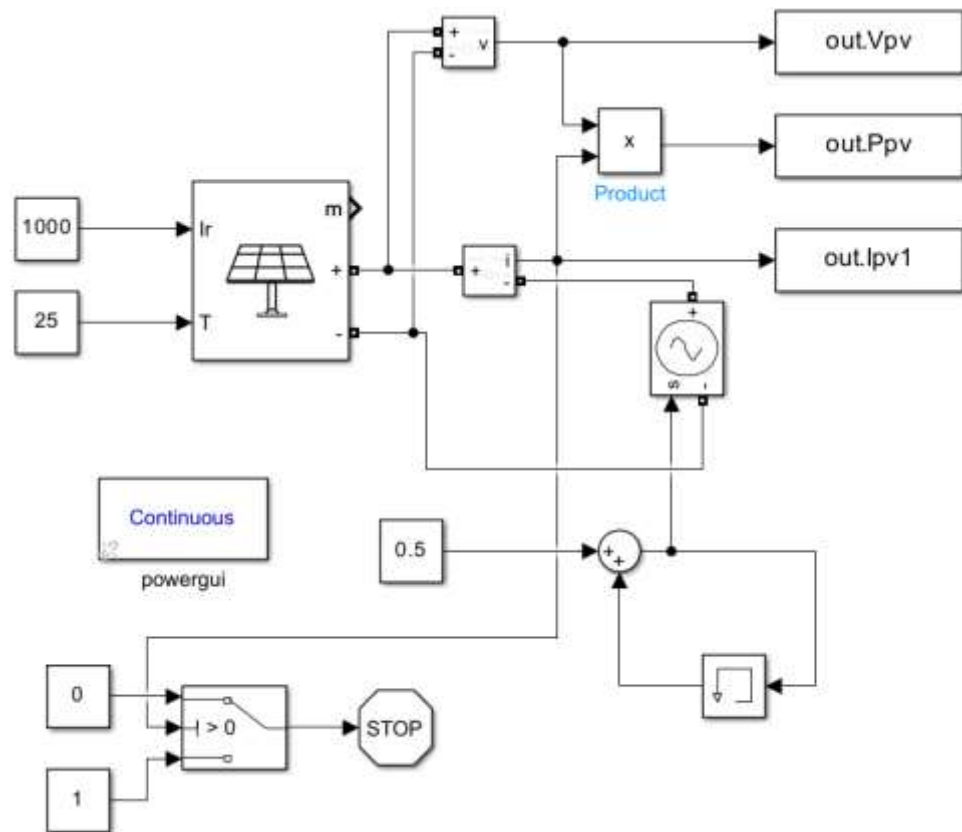 +
-
v
out.Vpv
x
Product
out.Ppv
1000
25
Ir
T
m
+
-
+
i
-
out.Ipv1
+
s
-
Continuous
powergui
0.5
+
+
0
> 0
STOP
1